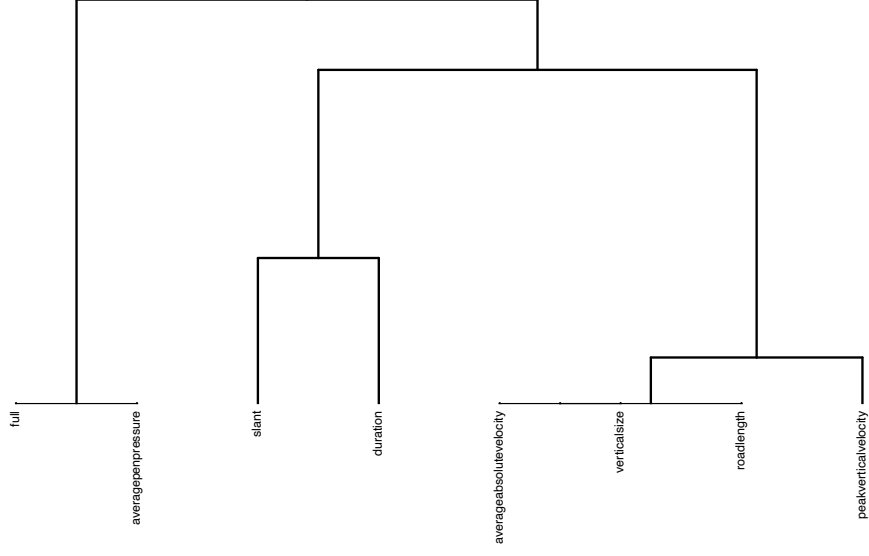 full
averagepenpressure
slant
duration
averageabsolutevelocity
verticalsize
roadlength
peakverticalvelocity